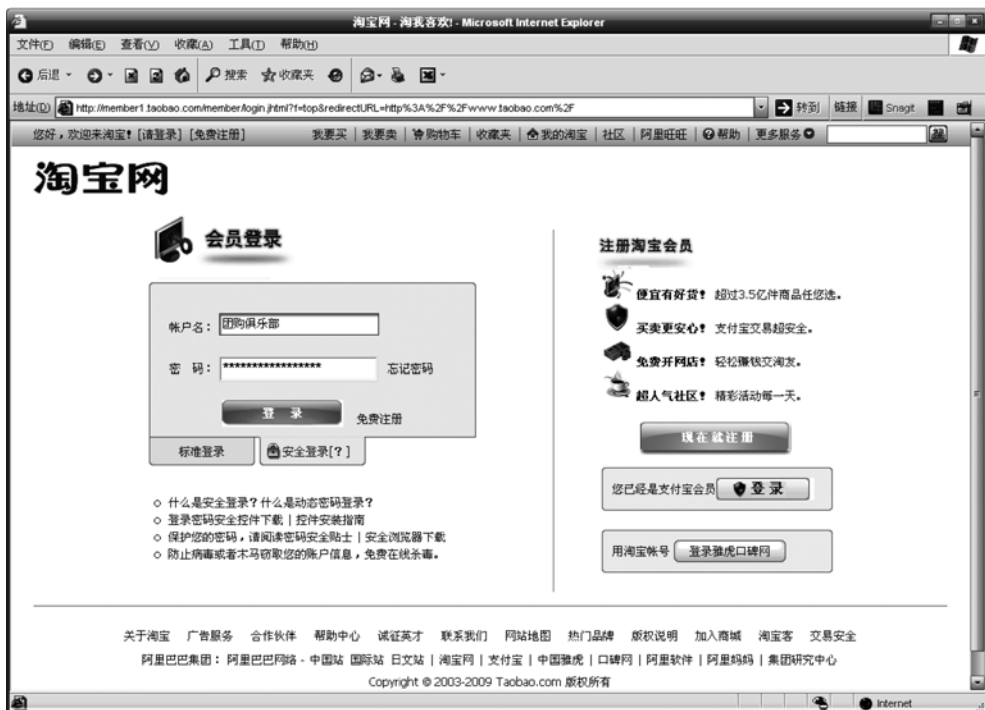 淘宝网 - 淘我喜欢! - Microsoft Internet Explorer
文件(F) 编辑(E) 查看(V) 收藏(A) 工具(T) 帮助(H)
后退 搜索 收藏夹
地址(D) http://member1.taobao.com/member/login.jhtml?f=top&redirectURL=http%3A%2F%2Fwww.taobao.com%2F 转到 链接 SnagIt
您好，欢迎来淘宝! [请登录] [免费注册] 我要买 | 我要卖 | 购物车 | 收藏夹 | 我的淘宝 | 社区 | 阿里旺旺 | 帮助 | 更多服务
淘宝网
会员登录
帐户名: 团购俱乐部
密 码: ****************** 忘记密码
登 录 免费注册
标准登录 安全登录[?]
什么是安全登录? 什么是动态密码登录?
登录密码安全控件下载 | 控件安装指南
保护您的密码，请阅读密码安全贴士 | 安全浏览器下载
防止病毒或者木马窃取您的账户信息，免费在线杀毒。
注册淘宝会员
便宜有好货! 超过3.5亿件商品任您选。
买卖更安心! 支付宝交易超安全。
免费开网店! 轻松赚钱交淘友。
超人气社区! 精彩活动每一天。
现在就注册
您已经是支付宝会员 登 录
用淘宝帐号 登录雅虎口碑网
关于淘宝 广告服务 合作伙伴 帮助中心 诚征英才 联系我们 网站地图 热门品牌 版权说明 加入商城 淘宝客 交易安全
阿里巴巴集团: 阿里巴巴网络 - 中国站 国际站 日文站 | 淘宝网 | 支付宝 | 中国雅虎 | 口碑网 | 阿里软件 | 阿里妈妈 | 集团研究中心
Copyright © 2003-2009 Taobao.com 版权所有
Internet